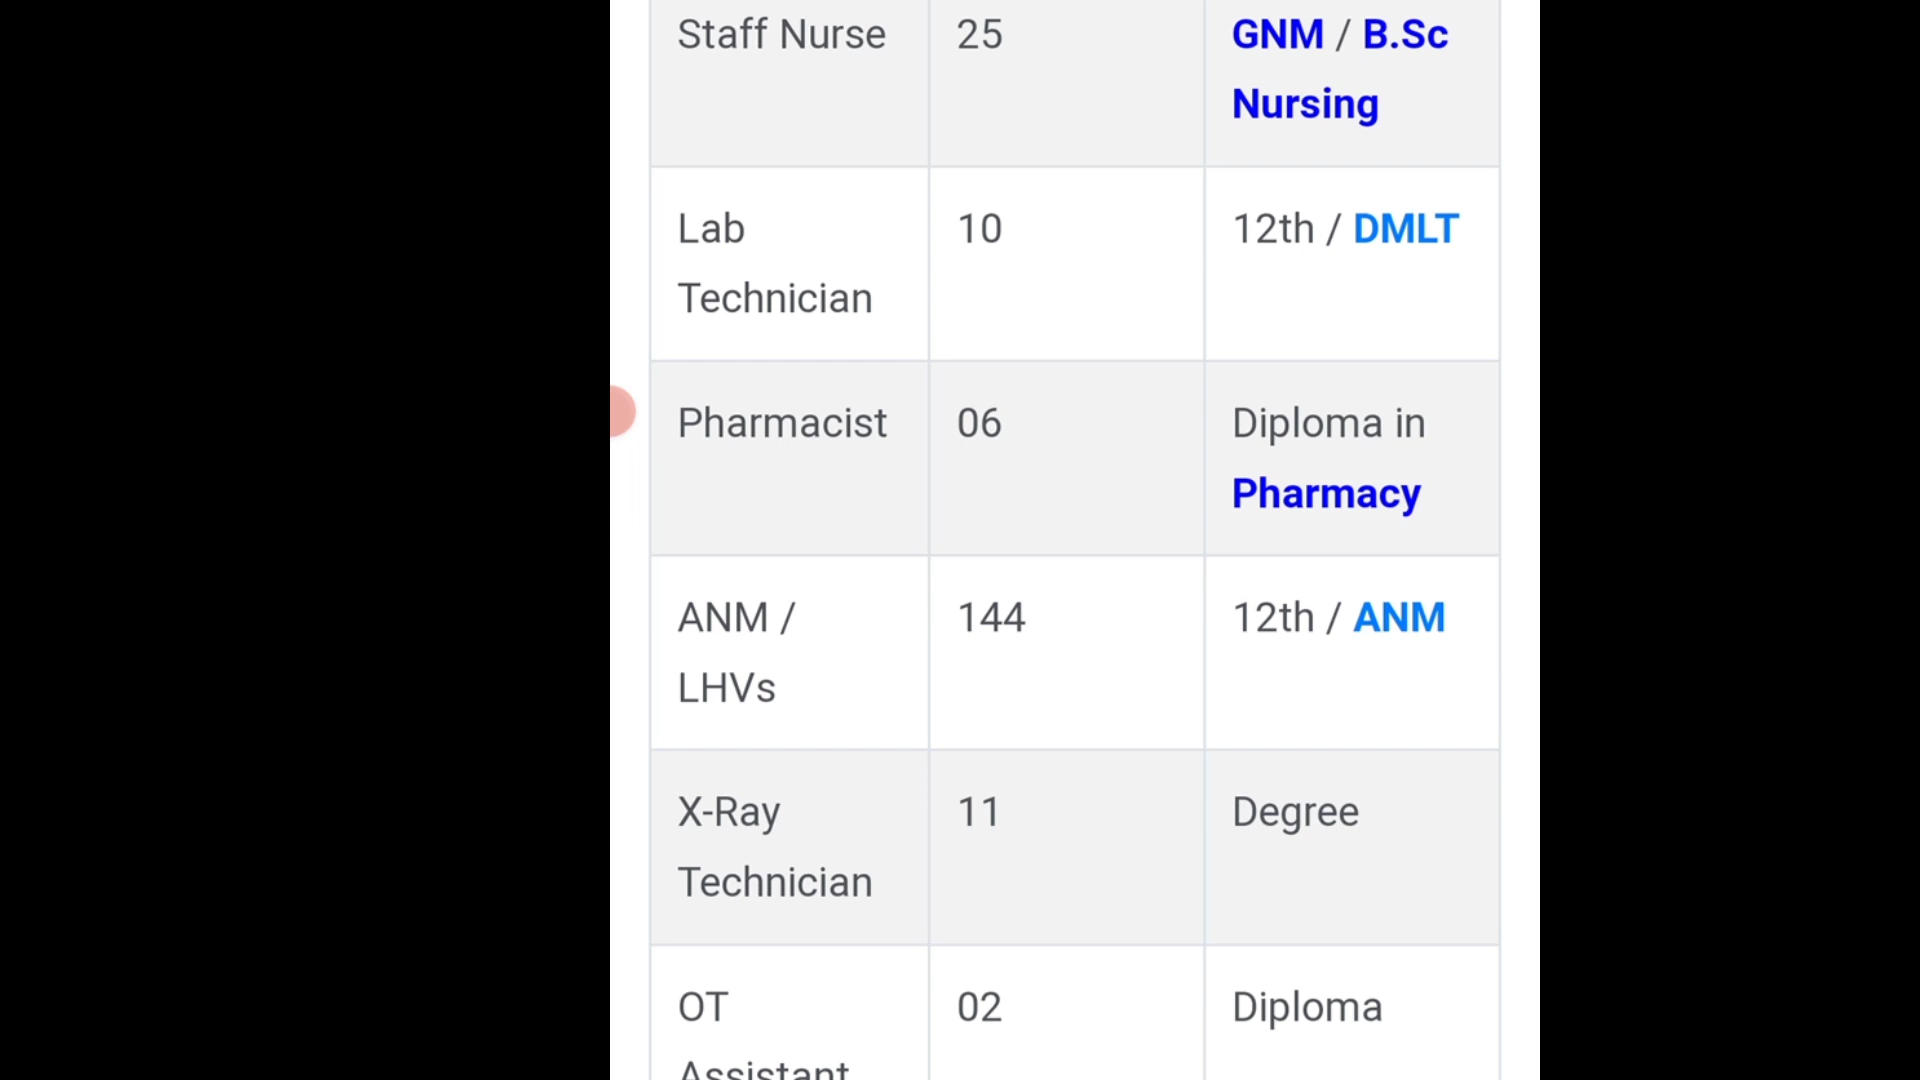 Staff Nurse 25 GNM / B.Sc
Nursing
Lab 10 12th / DMLT
Technician
Pharmacist 06 Diploma in
Pharmacy
ANM / 144 12th / ANM
LHVs
X-Ray 11 Degree
Technician
OT 02 Diploma
Assistant